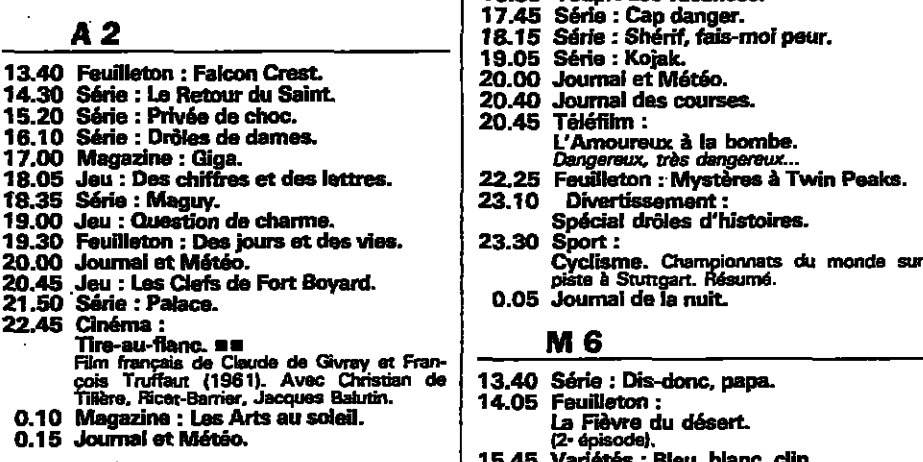 A 2
13.40 Feuilleton : Falcon Crest.
14.30 Série : Le Retour du Saint.
15.20 Série : Privée de choc.
16.10 Série : Drôles de dames.
17.00 Magazine : Giga.
18.05 Jeu : Des chiffres et des lettres.
18.35 Série : Maguy.
19.00 Jeu : Question de charme.
19.30 Feuilleton : Des jours et des vies.
20.00 Journal et Météo.
20.45 Jeu : Les Clefs de Fort Boyard.
21.50 Série : Palace.
22.45 Cinéma :
Tire-au-flanc. ■■
Film français de Claude de Givray et Fran-
çois Truffaut (1961). Avec Christian de
Tillère, Ricet-Barrier, Jacques Balutin.
0.10 Magazine : Les Arts au soleil.
0.15 Journal et Météo.
17.45 Série : Cap danger.
18.15 Série : Shérif, fais-moi peur.
19.05 Série : Kojak.
20.00 Journal et Météo.
20.40 Journal des courses.
20.45 Téléfilm :
L'Amoureux à la bombe.
Dangereux, très dangereux...
22.25 Feuilleton : Mystères à Twin Peaks.
23.10 Divertissement :
Spécial drôles d'histoires.
23.30 Sport :
Cyclisme. Championnats du monde sur
piste à Stuttgart. Résumé.
0.05 Journal de la nuit.
M 6
13.40 Série : Dis-donc, papa.
14.05 Feuilleton :
La Fièvre du désert.
(2e épisode).
15.45 Variétés : Bleu, blanc, clip.